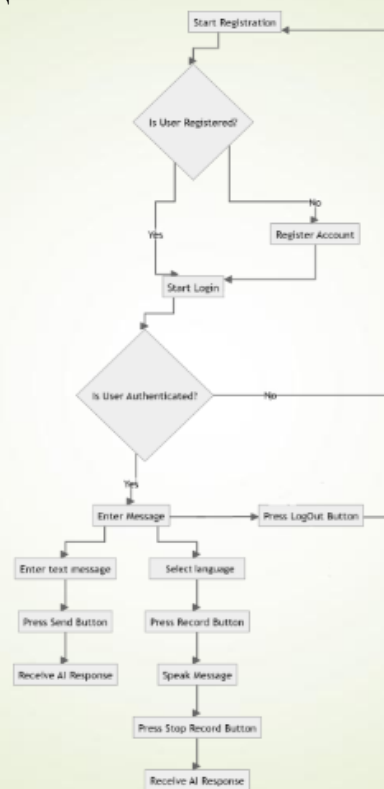 Start Registration
Is User Registered?
No
Yes
Register Account
Start Login
Is User Authenticated?
No
Yes
Enter Message
Press LogOut Button
Enter text message
Select language
Press Send Button
Press Record Button
Receive AI Response
Speak Message
Press Stop Record Button
Receive AI Response